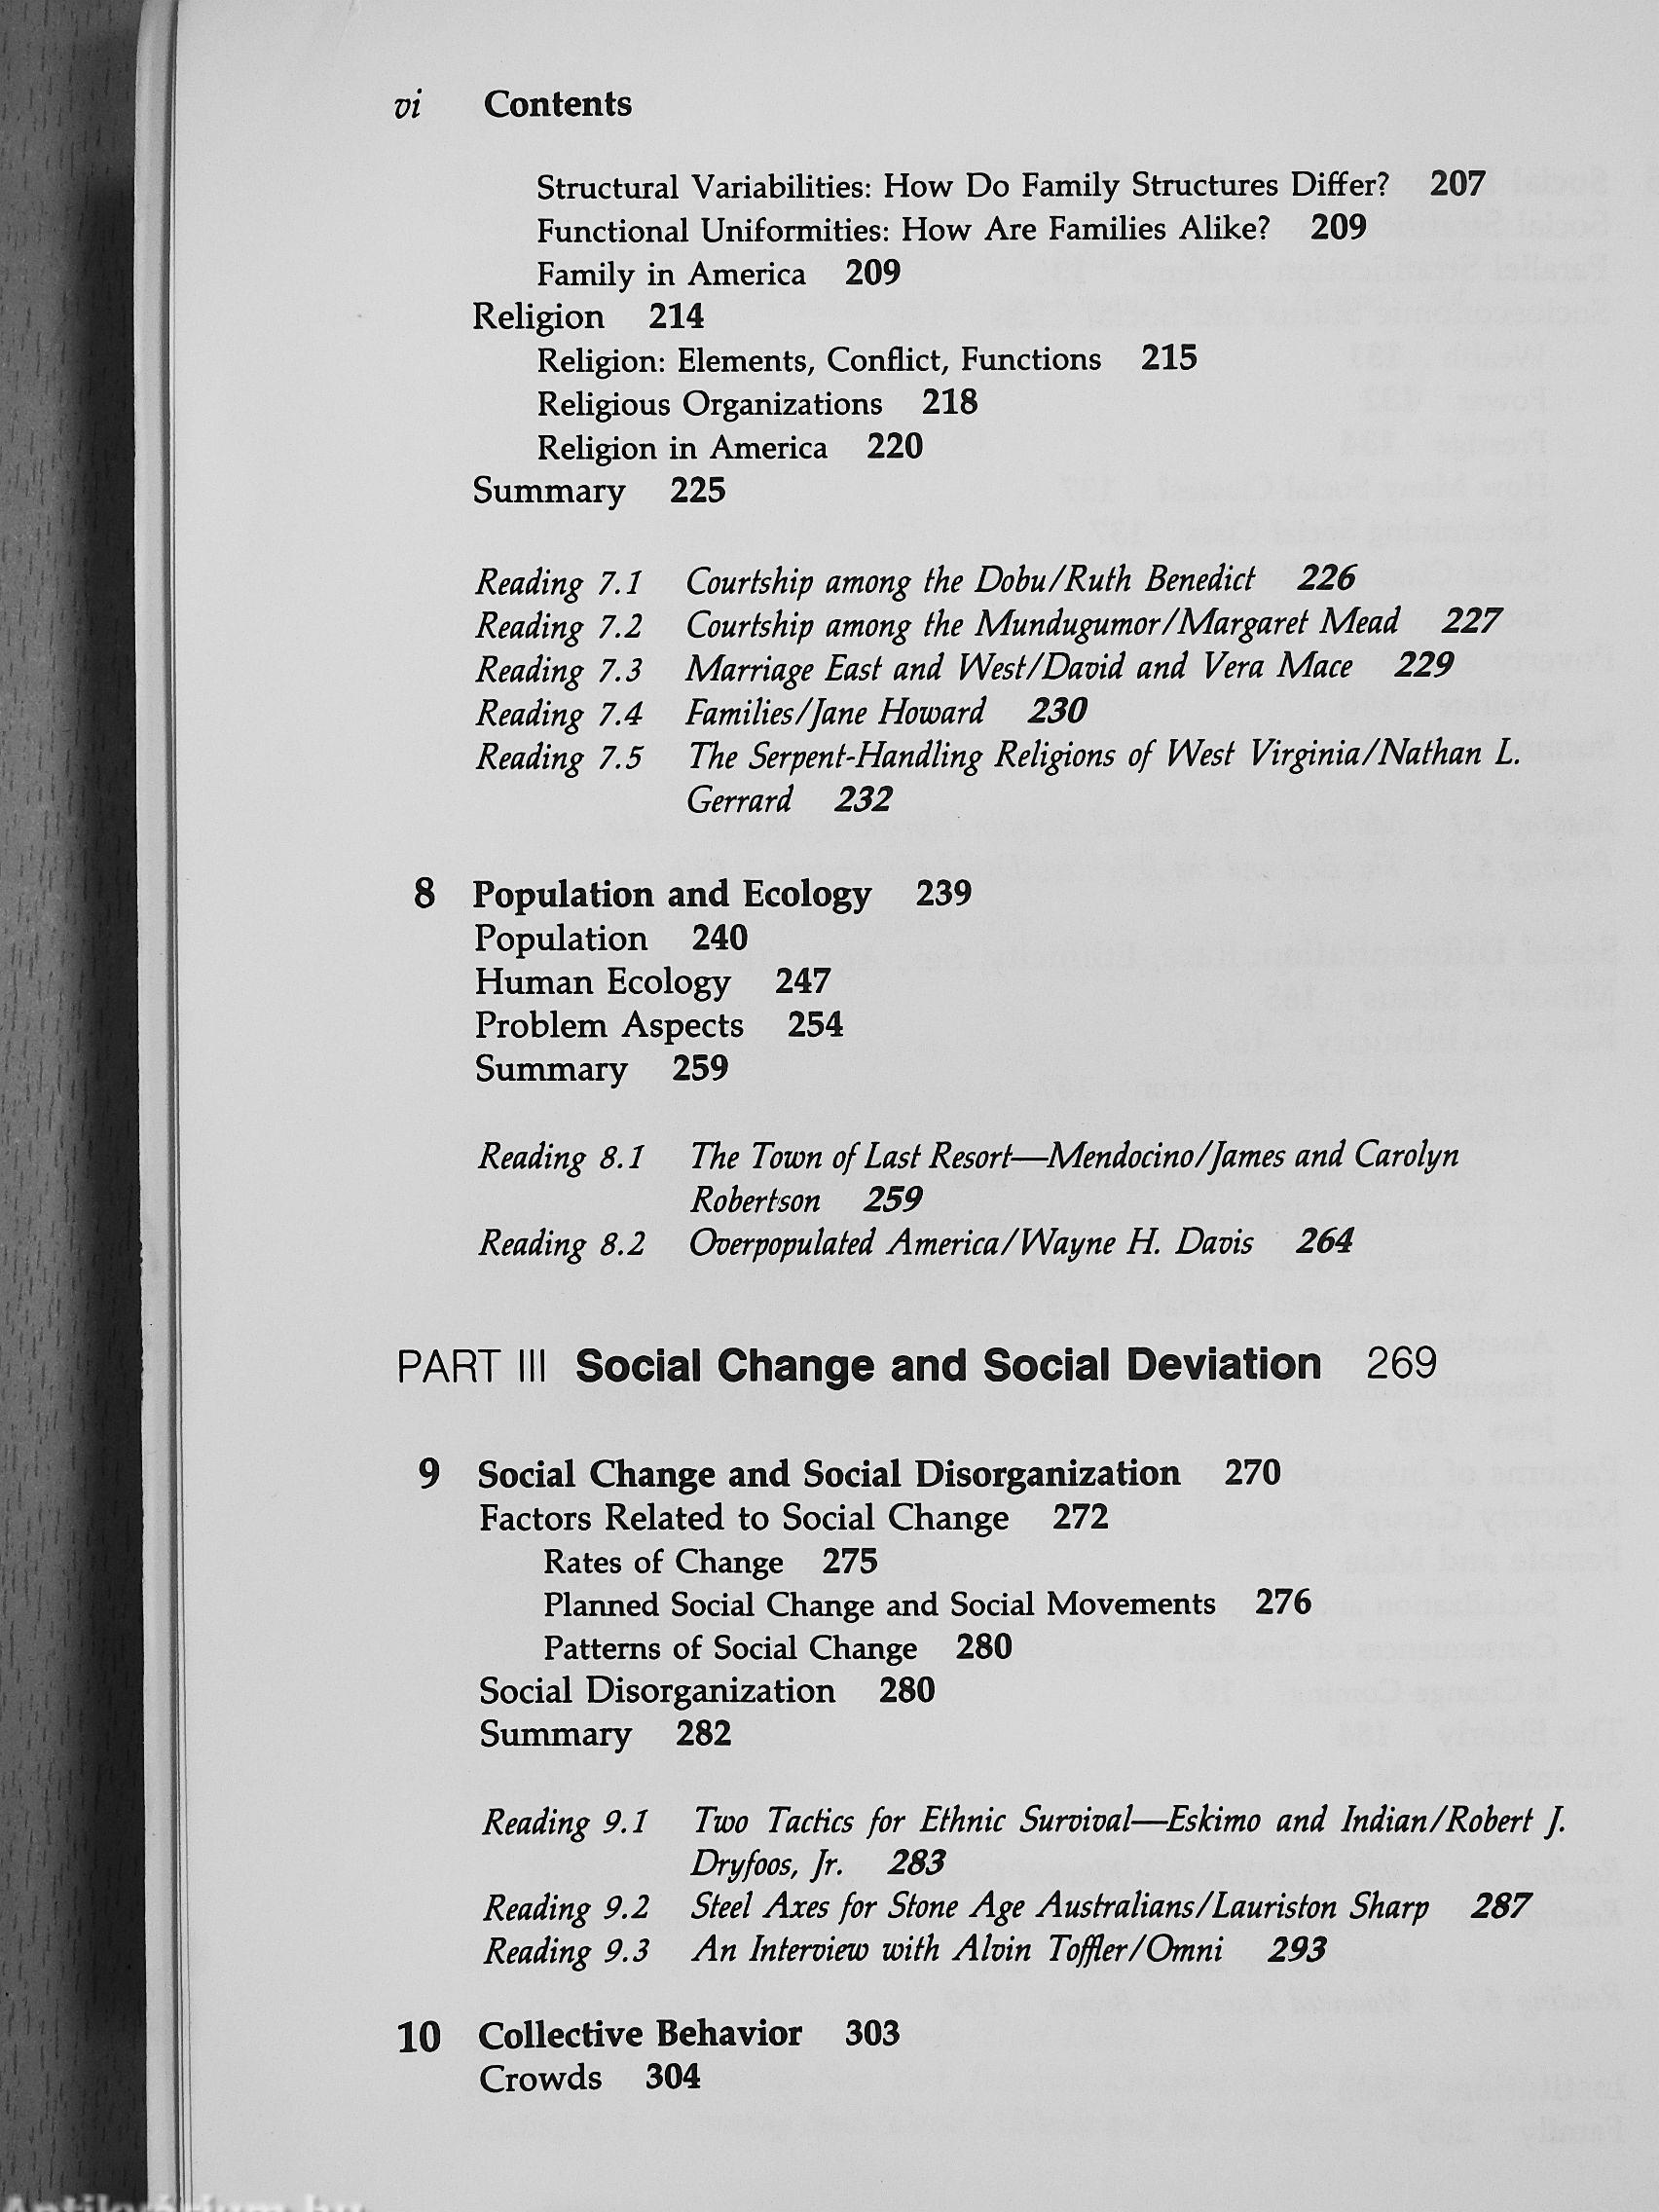 vi Contents
Structural Variabilities: How Do Family Structures Differ? 207
Functional Uniformities: How Are Families Alike? 209
Family in America 209
Religion 214
Religion: Elements, Conflict, Functions 215
Religious Organizations 218
Religion in America 220
Summary 225
Reading 7.1 Courtship among the Dobu/Ruth Benedict 226
Reading 7.2 Courtship among the Mundugumor/Margaret Mead 227
Reading 7.3 Marriage East and West/David and Vera Mace 229
Reading 7.4 Families/Jane Howard 230
Reading 7.5 The Serpent-Handling Religions of West Virginia/Nathan L.
Gerrard 232
8 Population and Ecology 239
Population 240
Human Ecology 247
Problem Aspects 254
Summary 259
Reading 8.1 The Town of Last Resort—Mendocino/James and Carolyn
Robertson 259
Reading 8.2 Overpopulated America/Wayne H. Davis 264
PART III Social Change and Social Deviation 269
9 Social Change and Social Disorganization 270
Factors Related to Social Change 272
Rates of Change 275
Planned Social Change and Social Movements 276
Patterns of Social Change 280
Social Disorganization 280
Summary 282
Reading 9.1 Two Tactics for Ethnic Survival—Eskimo and Indian/Robert J.
Dryfoos, Jr. 283
Reading 9.2 Steel Axes for Stone Age Australians/Lauriston Sharp 287
Reading 9.3 An Interview with Alvin Toffler/Omni 293
10 Collective Behavior 303
Crowds 304